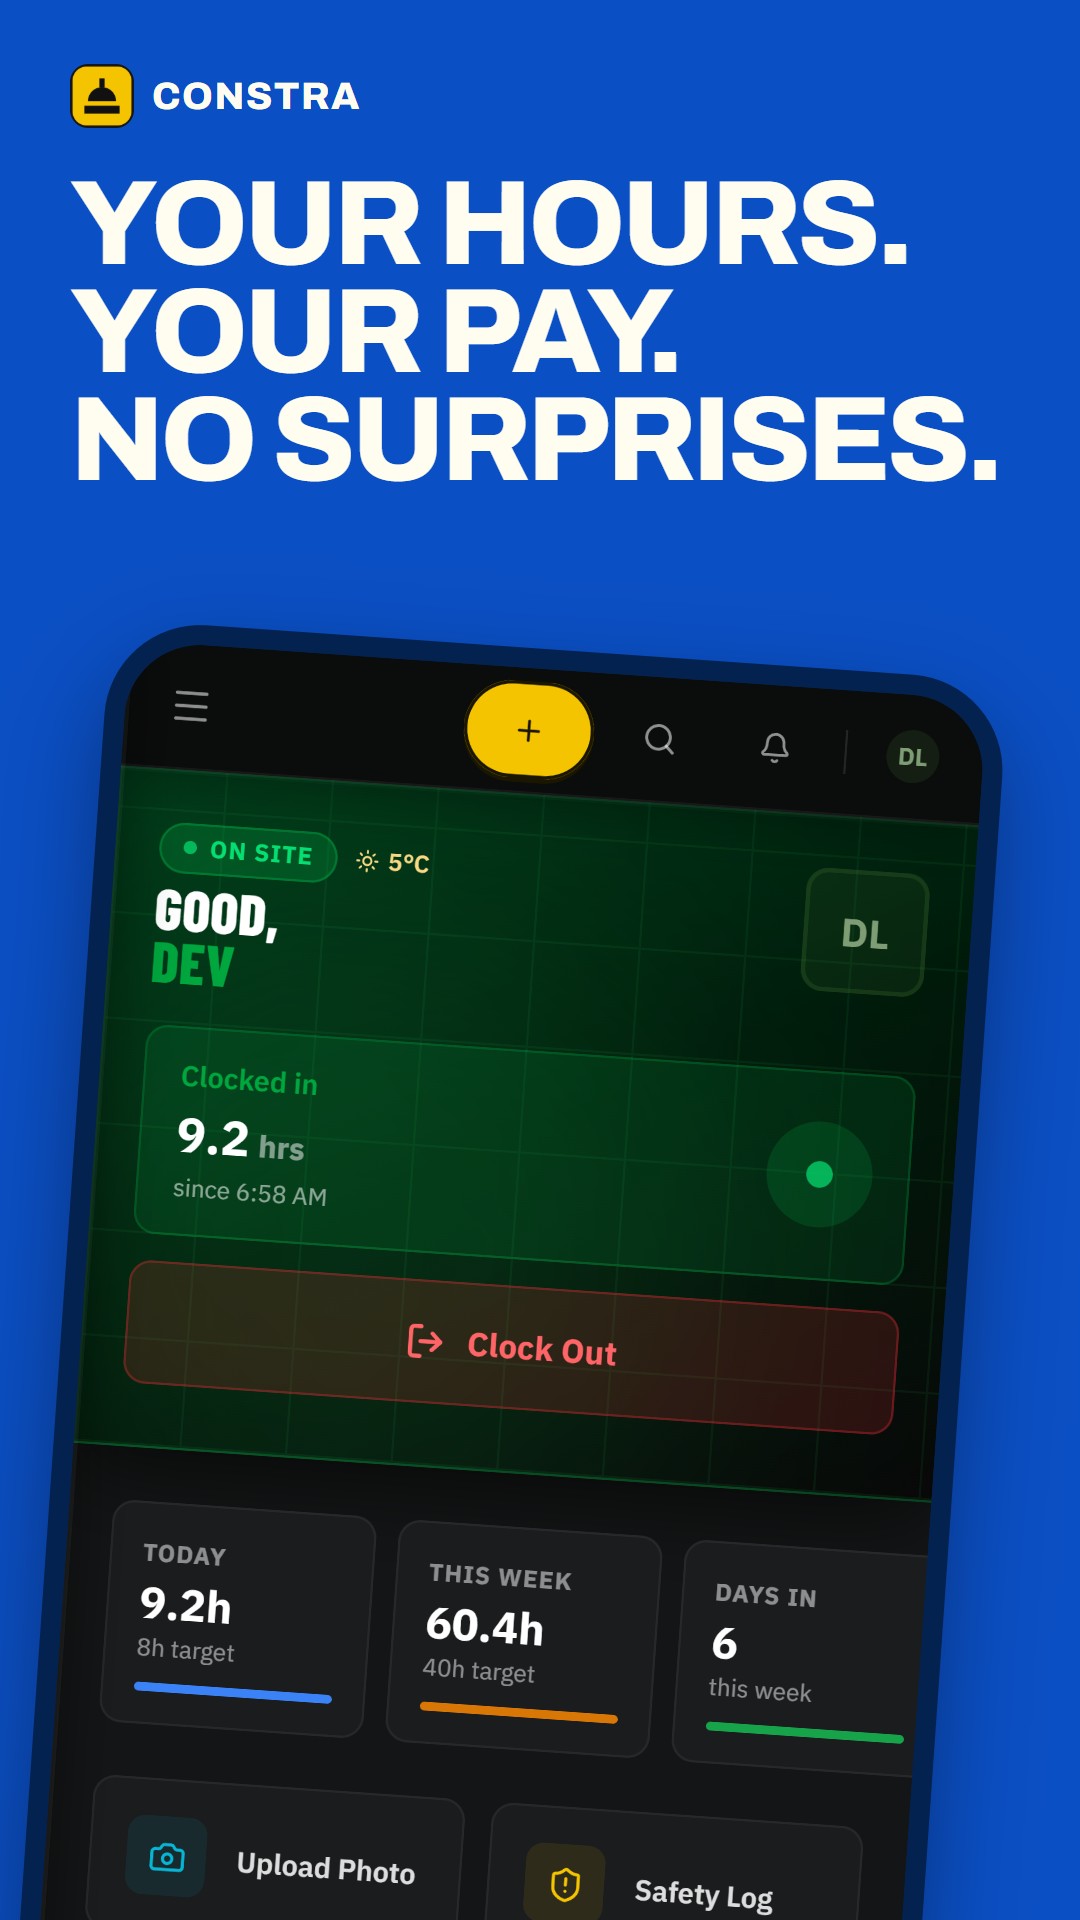 CONSTRA
YOUR HOURS.
YOUR PAY.
NO SURPRISES.
DL
ON SITE
5°C
GOOD,
DEV
DL
Clocked in
9.2 hrs
since 6:58 AM
Clock Out
TODAY
9.2h
8h target
THIS WEEK
60.4h
40h target
DAYS IN
6
this week
Upload Photo
Safety Log